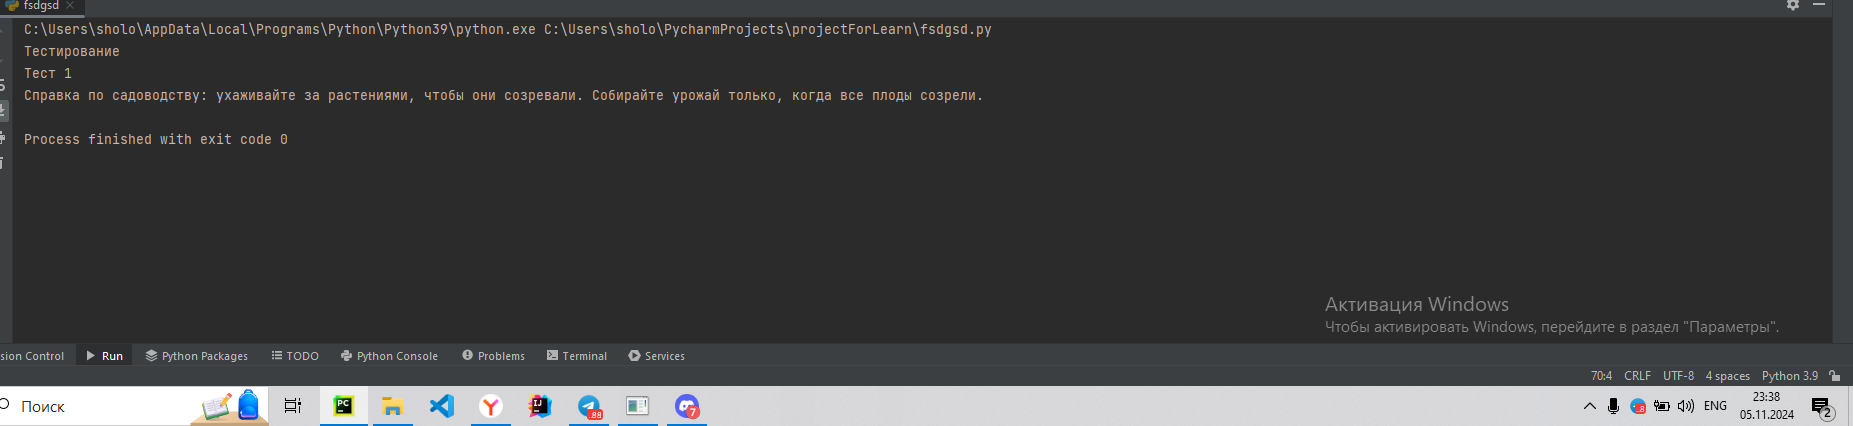 fsdgsd
C:\Users\sholo\AppData\Local\Programs\Python\Python39\python.exe C:\Users\sholo\PycharmProjects\projectForLearn\fsdgsd.py
Тестирование
Тест 1
Справка по садоводству: ухаживайте за растениями, чтобы они созревали. Собирайте урожай только, когда все плоды созрели.
Process finished with exit code 0
Активация Windows
Чтобы активировать Windows, перейдите в раздел "Параметры".
sion Control Run Python Packages TODO Python Console Problems Terminal Services
70:4 CRLF UTF-8 4 spaces Python 3.9
Поиск PC Y IJ .88 7 ENG 23:38
05.11.2024 2